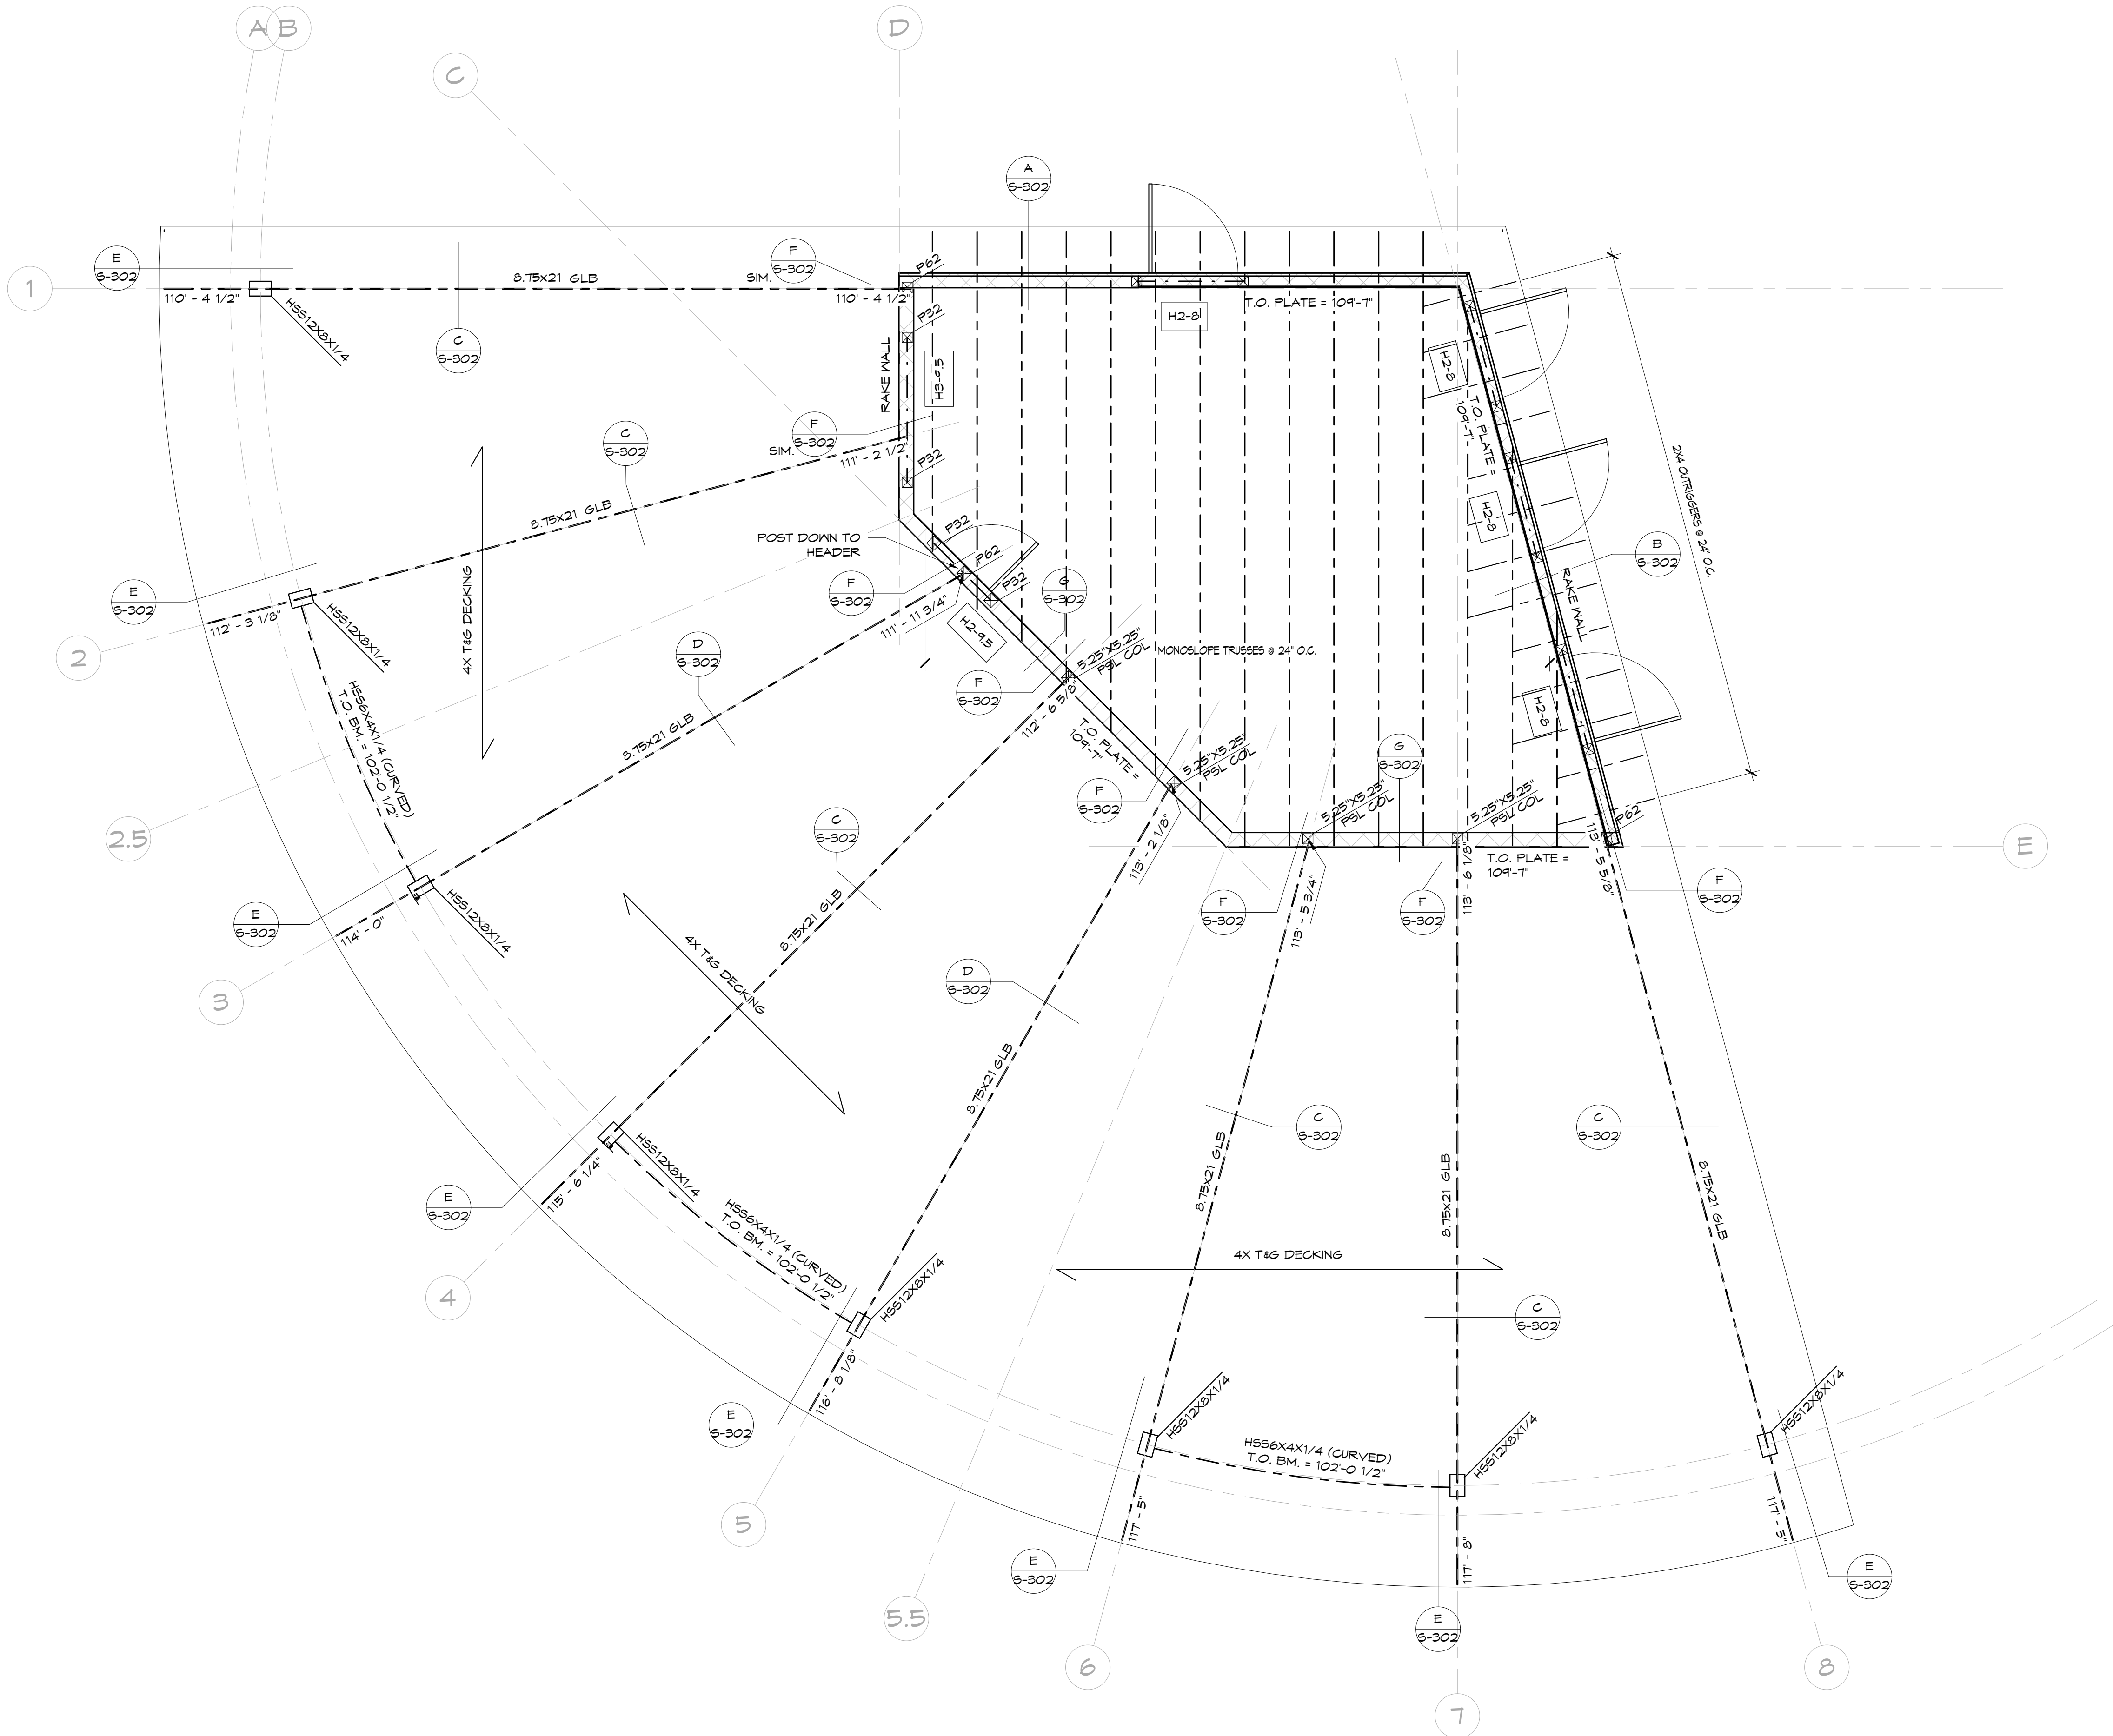 A
B
C
D
A
S-302
E
S-302
F
S-302
P62
1
8.75x21 GLB
SIM.
110' - 4 1/2"
110' - 4 1/2"
T.O. PLATE = 109'-7"
H2-8
HSS12X8X1/4
C
S-302
P32
RAKE WALL
H3-9.5
H2-8
T.O. PLATE =
109'-7"
C
S-302
F
S-302
SIM.
111' - 2 1/2"
P32
2X4 OUTRIGGERS @ 24" O.C.
8.75x21 GLB
H2-8
POST DOWN TO
HEADER
P32
P62
P32
B
S-302
4X T&G DECKING
E
S-302
F
S-302
G
S-302
RAKE WALL
112' - 3 1/8"
HSS12X8X1/4
111' - 11 3/4"
H2-9.5
2
D
S-302
MONOSLOPE TRUSSES @ 24" O.C.
5.25"X5.25"
PSL COL
F
S-302
112' - 6 5/8"
H2-8
HSS6X4X1/4 (CURVED)
T.O. BM. = 102'-0 1/2"
8.75x21 GLB
T.O. PLATE =
109'-7"
5.25"X5.25"
PSL COL
G
S-302
F
S-302
5.25"X5.25"
PSL COL
5.25"X5.25"
PSL COL
P62
2.5
C
S-302
113' - 2 1/8"
113' - 6 1/8"
T.O. PLATE =
109'-7"
113' - 5 5/8"
E
E
S-302
114' - 0"
HSS12X8X1/4
8.75x21 GLB
F
S-302
113' - 5 3/4"
F
S-302
F
S-302
3
4X T&G DECKING
D
S-302
8.75x21 GLB
C
S-302
C
S-302
HSS12X8X1/4
115' - 6 1/4"
E
S-302
8.75x21 GLB
8.75x21 GLB
8.75x21 GLB
4
HSS6X4X1/4 (CURVED)
T.O. BM. = 102'-0 1/2"
4X T&G DECKING
HSS12X8X1/4
C
S-302
116' - 8 1/8"
E
S-302
HSS12X8X1/4
HSS12X8X1/4
HSS12X8X1/4
HSS6X4X1/4 (CURVED)
T.O. BM. = 102'-0 1/2"
5
117' - 5"
117' - 8"
117' - 5"
E
S-302
E
S-302
E
S-302
5.5
6
7
8